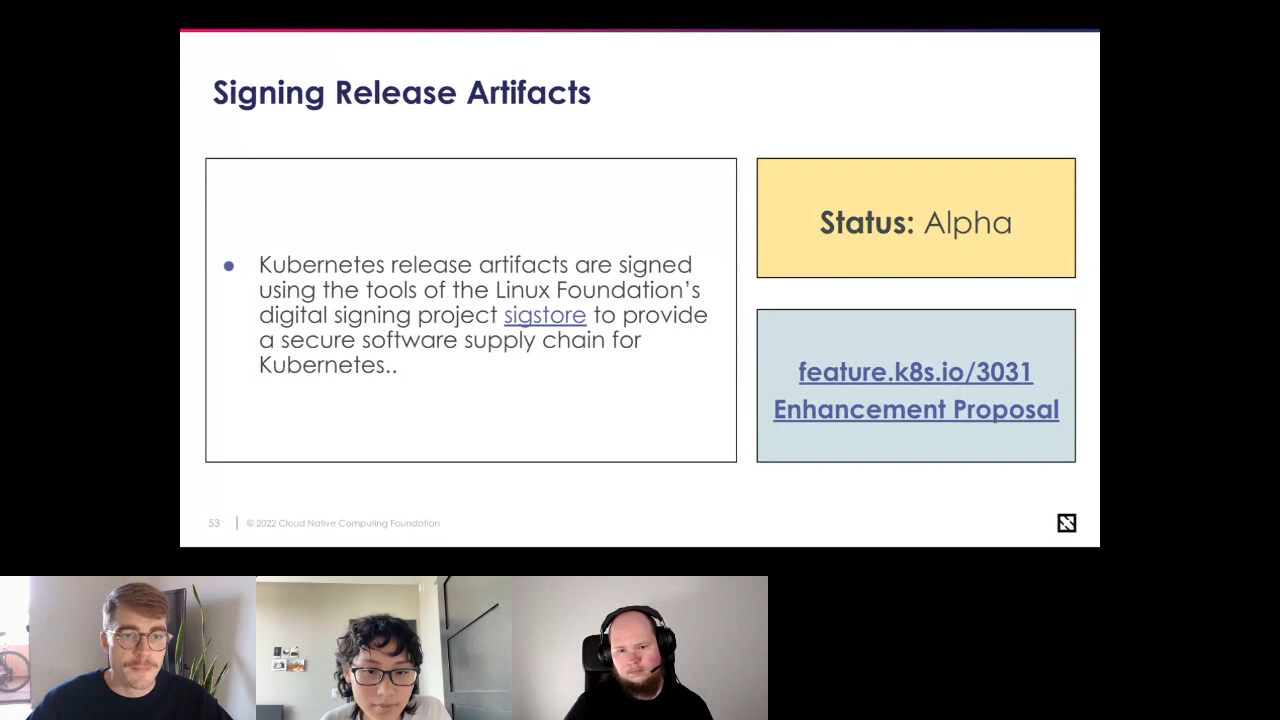 Signing Release Artifacts
● Kubernetes release artifacts are signed
using the tools of the Linux Foundation's
digital signing project sigstore to provide
a secure software supply chain for
Kubernetes..
Status: Alpha
feature.k8s.io/3031
Enhancement Proposal
53
© 2022 Cloud Native Computing Foundation